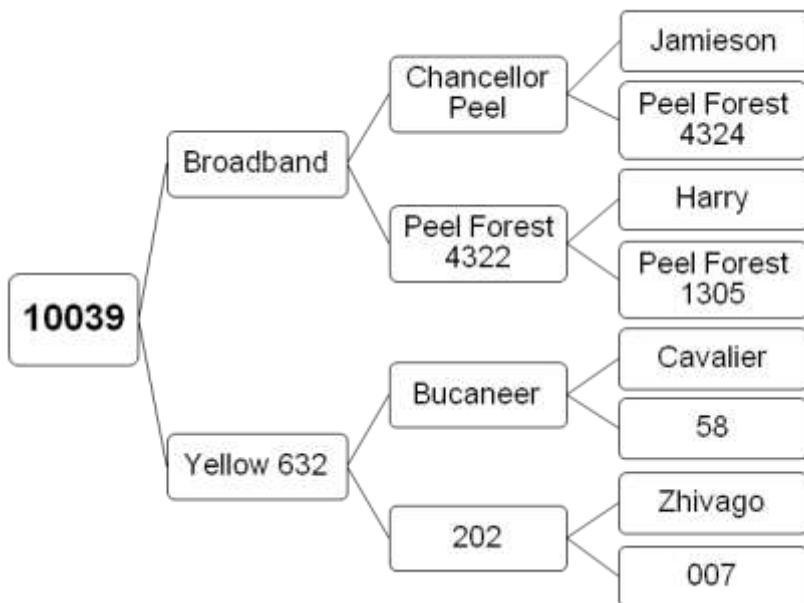 Jamieson
Chancellor
Peel
Peel Forest
4324
Broadband
Harry
Peel Forest
4322
Peel Forest
1305
10039
Cavalier
Bucaneer
58
Yellow 632
Zhivago
202
007